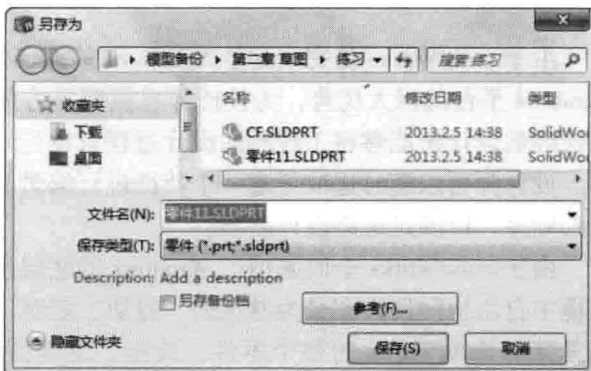 另存为
模型备份 ▸ 第二章 草图 ▸ 练习
搜索 练习
收藏夹
下载
桌面
名称 修改日期 类型
CF.SLDPRT 2013.2.5 14:38 SolidWo
零件11.SLDPRT 2013.2.5 14:38 SolidWo
文件名(N): 零件11.SLDPRT
保存类型(T): 零件 (*.prt;*.sldprt)
Description: Add a description
另存备份档
参考(F)...
隐藏文件夹
保存(S)
取消